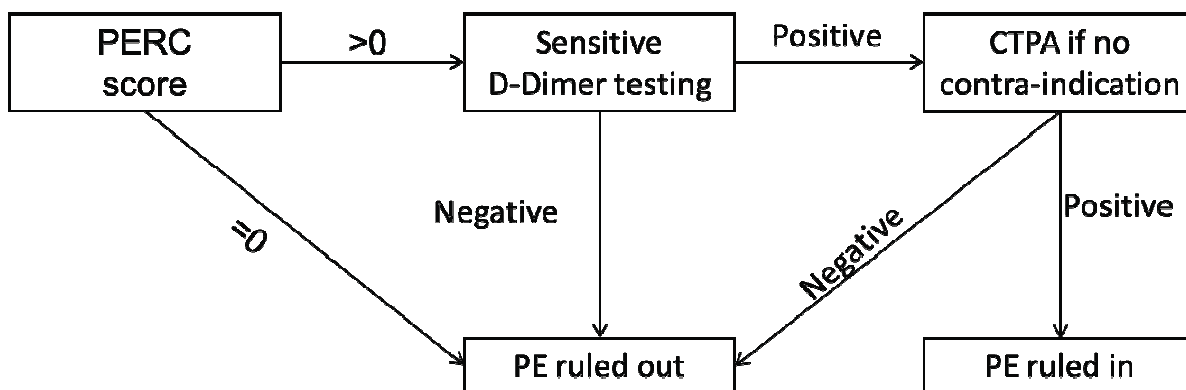 PERC
score
>0
Sensitive
D-Dimer testing
Positive
CTPA if no
contra-indication
=0
Negative
Negative
Positive
PE ruled out
PE ruled in